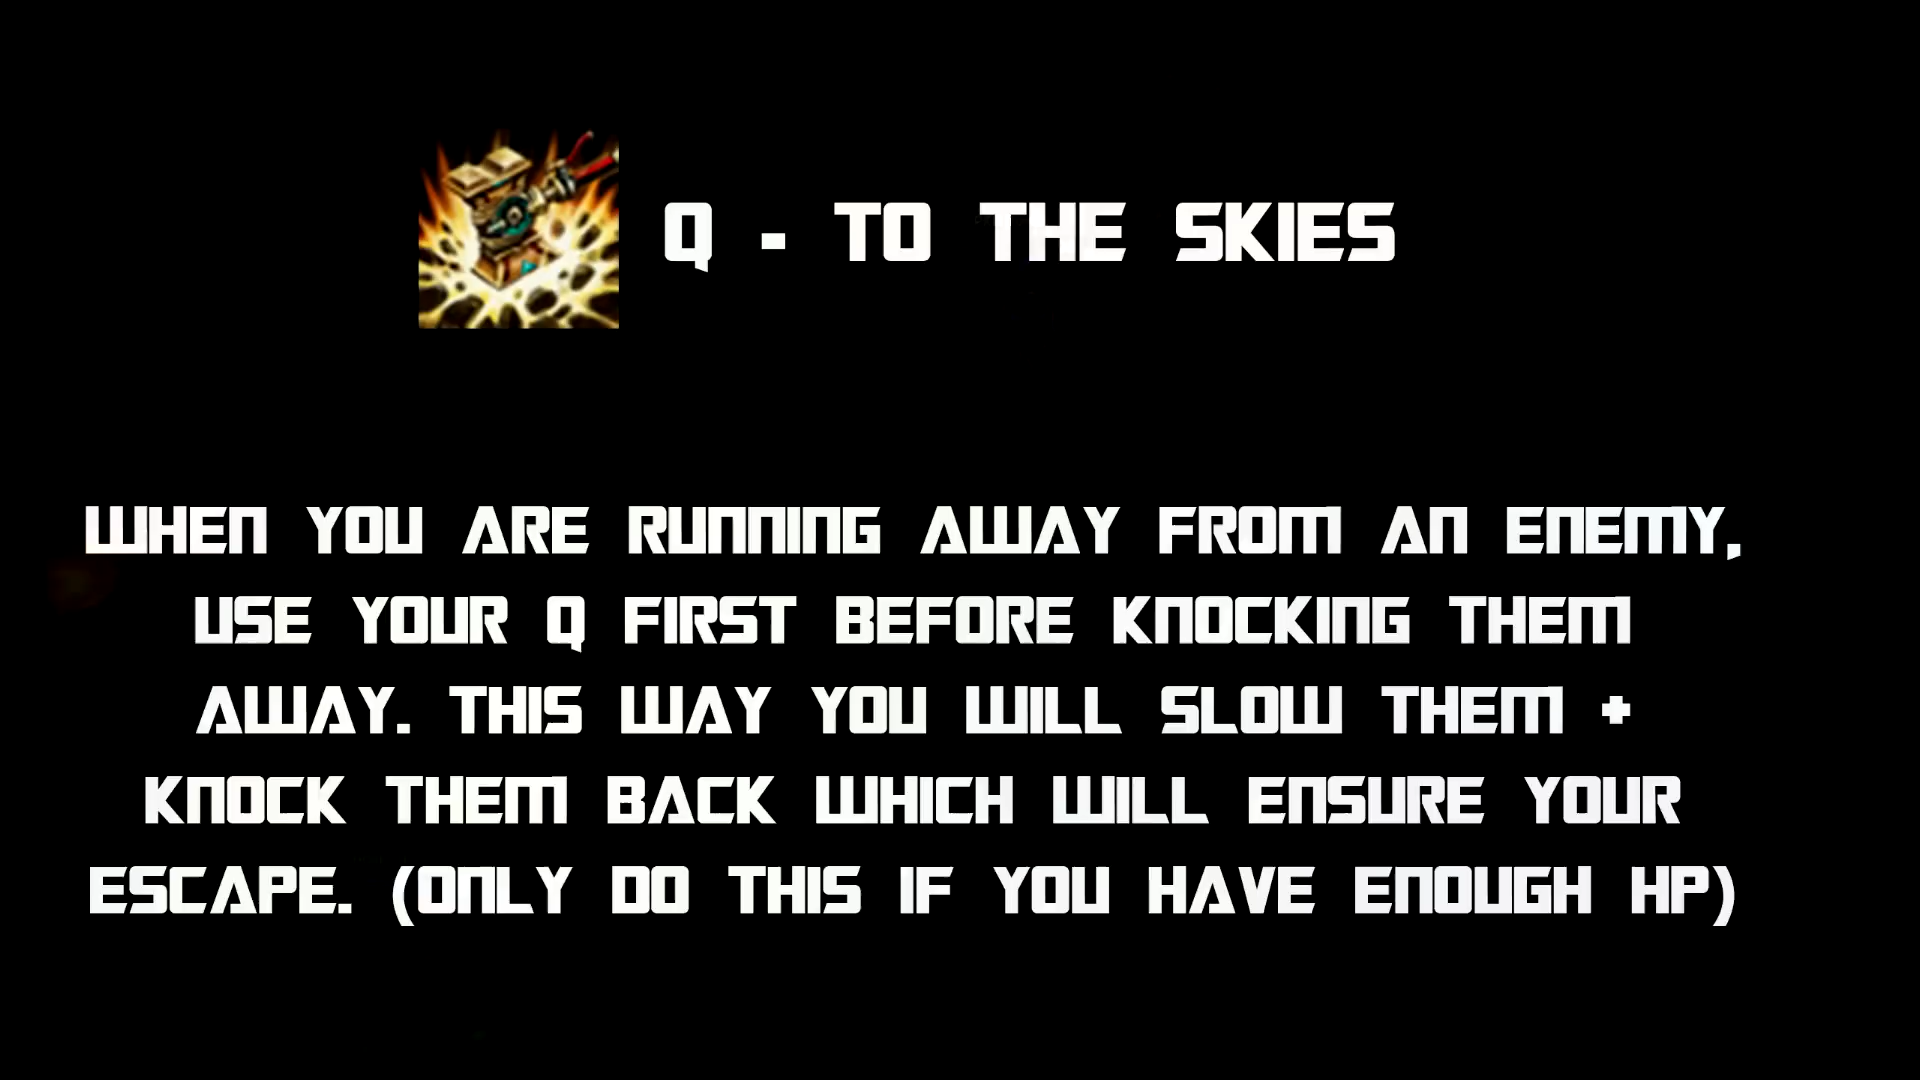 Q - TO THE SKIES
WHEN YOU ARE RUNNING AWAY FROM AN ENEMY,
USE YOUR Q FIRST BEFORE KNOCKING THEM
AWAY. THIS WAY YOU WILL SLOW THEM +
KNOCK THEM BACK WHICH WILL ENSURE YOUR
ESCAPE. (ONLY DO THIS IF YOU HAVE ENOUGH HP)